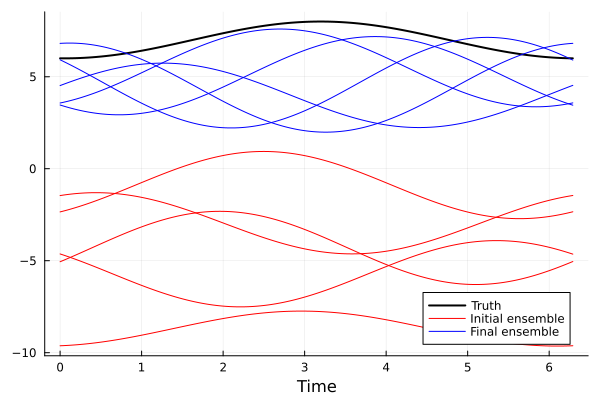 5
0
−5
−10
0 1 2 3 4 5 6
Time
Truth
Initial ensemble
Final ensemble